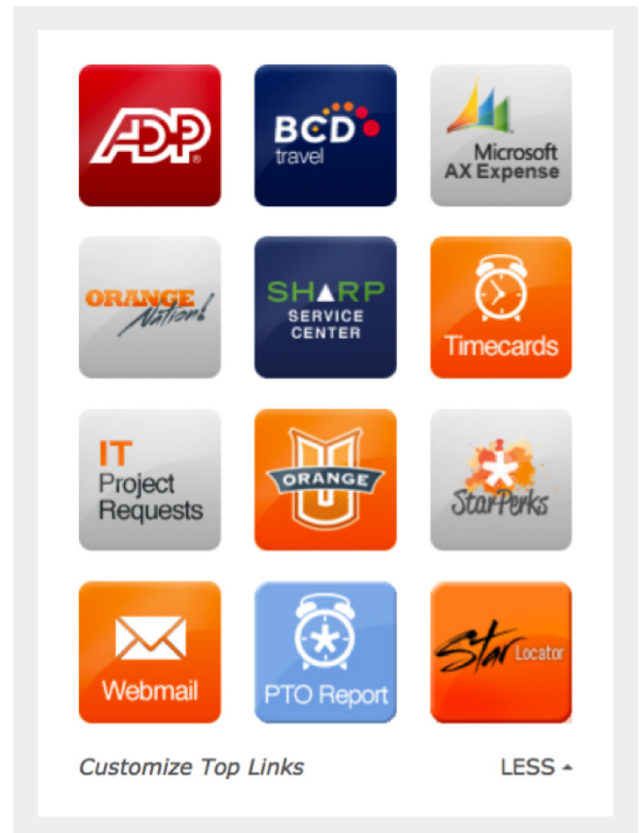 ADP
BCD
travel
Microsoft
AX Expense
ORANGE
Nation!
SHARP
SERVICE
CENTER
Timecards
IT
Project
Requests
U
ORANGE
StarPerks
Webmail
PTO Report
Star Locator
Customize Top Links
LESS